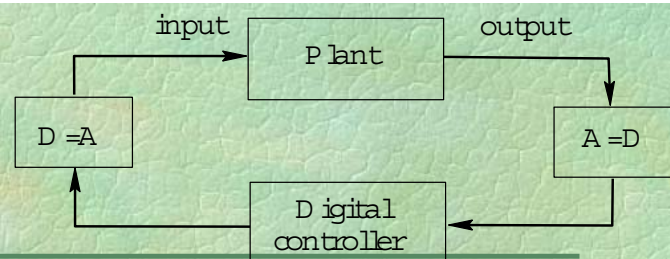 input
output
Plant
D=A
A=D
Digital
controller